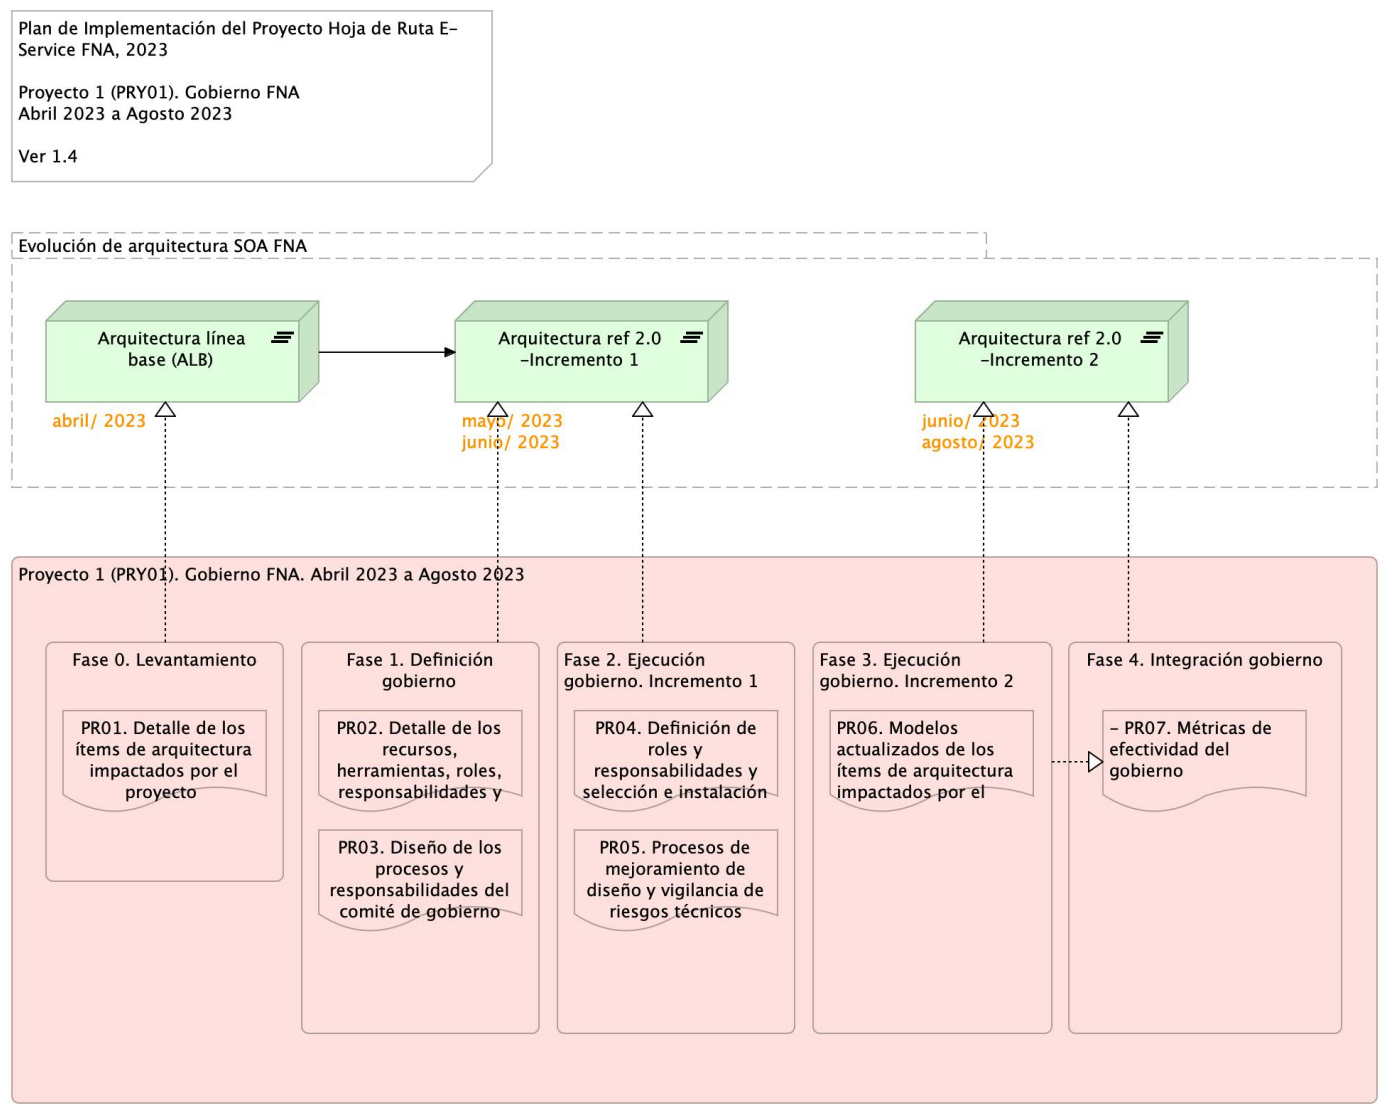 Plan de Implementación del Proyecto Hoja de Ruta E-
Service FNA, 2023
Proyecto 1 (PRY01). Gobierno FNA
Abril 2023 a Agosto 2023
Ver 1.4
Evolución de arquitectura SOA FNA
Arquitectura línea
base (ALB)
abril/ 2023
Arquitectura ref 2.0
-Incremento 1
mayo/ 2023
junio/ 2023
Arquitectura ref 2.0
-Incremento 2
junio/ 2023
agosto/ 2023
Proyecto 1 (PRY01). Gobierno FNA. Abril 2023 a Agosto 2023
Fase 0. Levantamiento
PR01. Detalle de los
ítems de arquitectura
impactados por el
proyecto
Fase 1. Definición
gobierno
PR02. Detalle de los
recursos,
herramientas, roles,
responsabilidades y
PR03. Diseño de los
procesos y
responsabilidades del
comité de gobierno
Fase 2. Ejecución
gobierno. Incremento 1
PR04. Definición de
roles y
responsabilidades y
selección e instalación
PR05. Procesos de
mejoramiento de
diseño y vigilancia de
riesgos técnicos
Fase 3. Ejecución
gobierno. Incremento 2
PR06. Modelos
actualizados de los
ítems de arquitectura
impactados por el
Fase 4. Integración gobierno
- PR07. Métricas de
efectividad del
gobierno